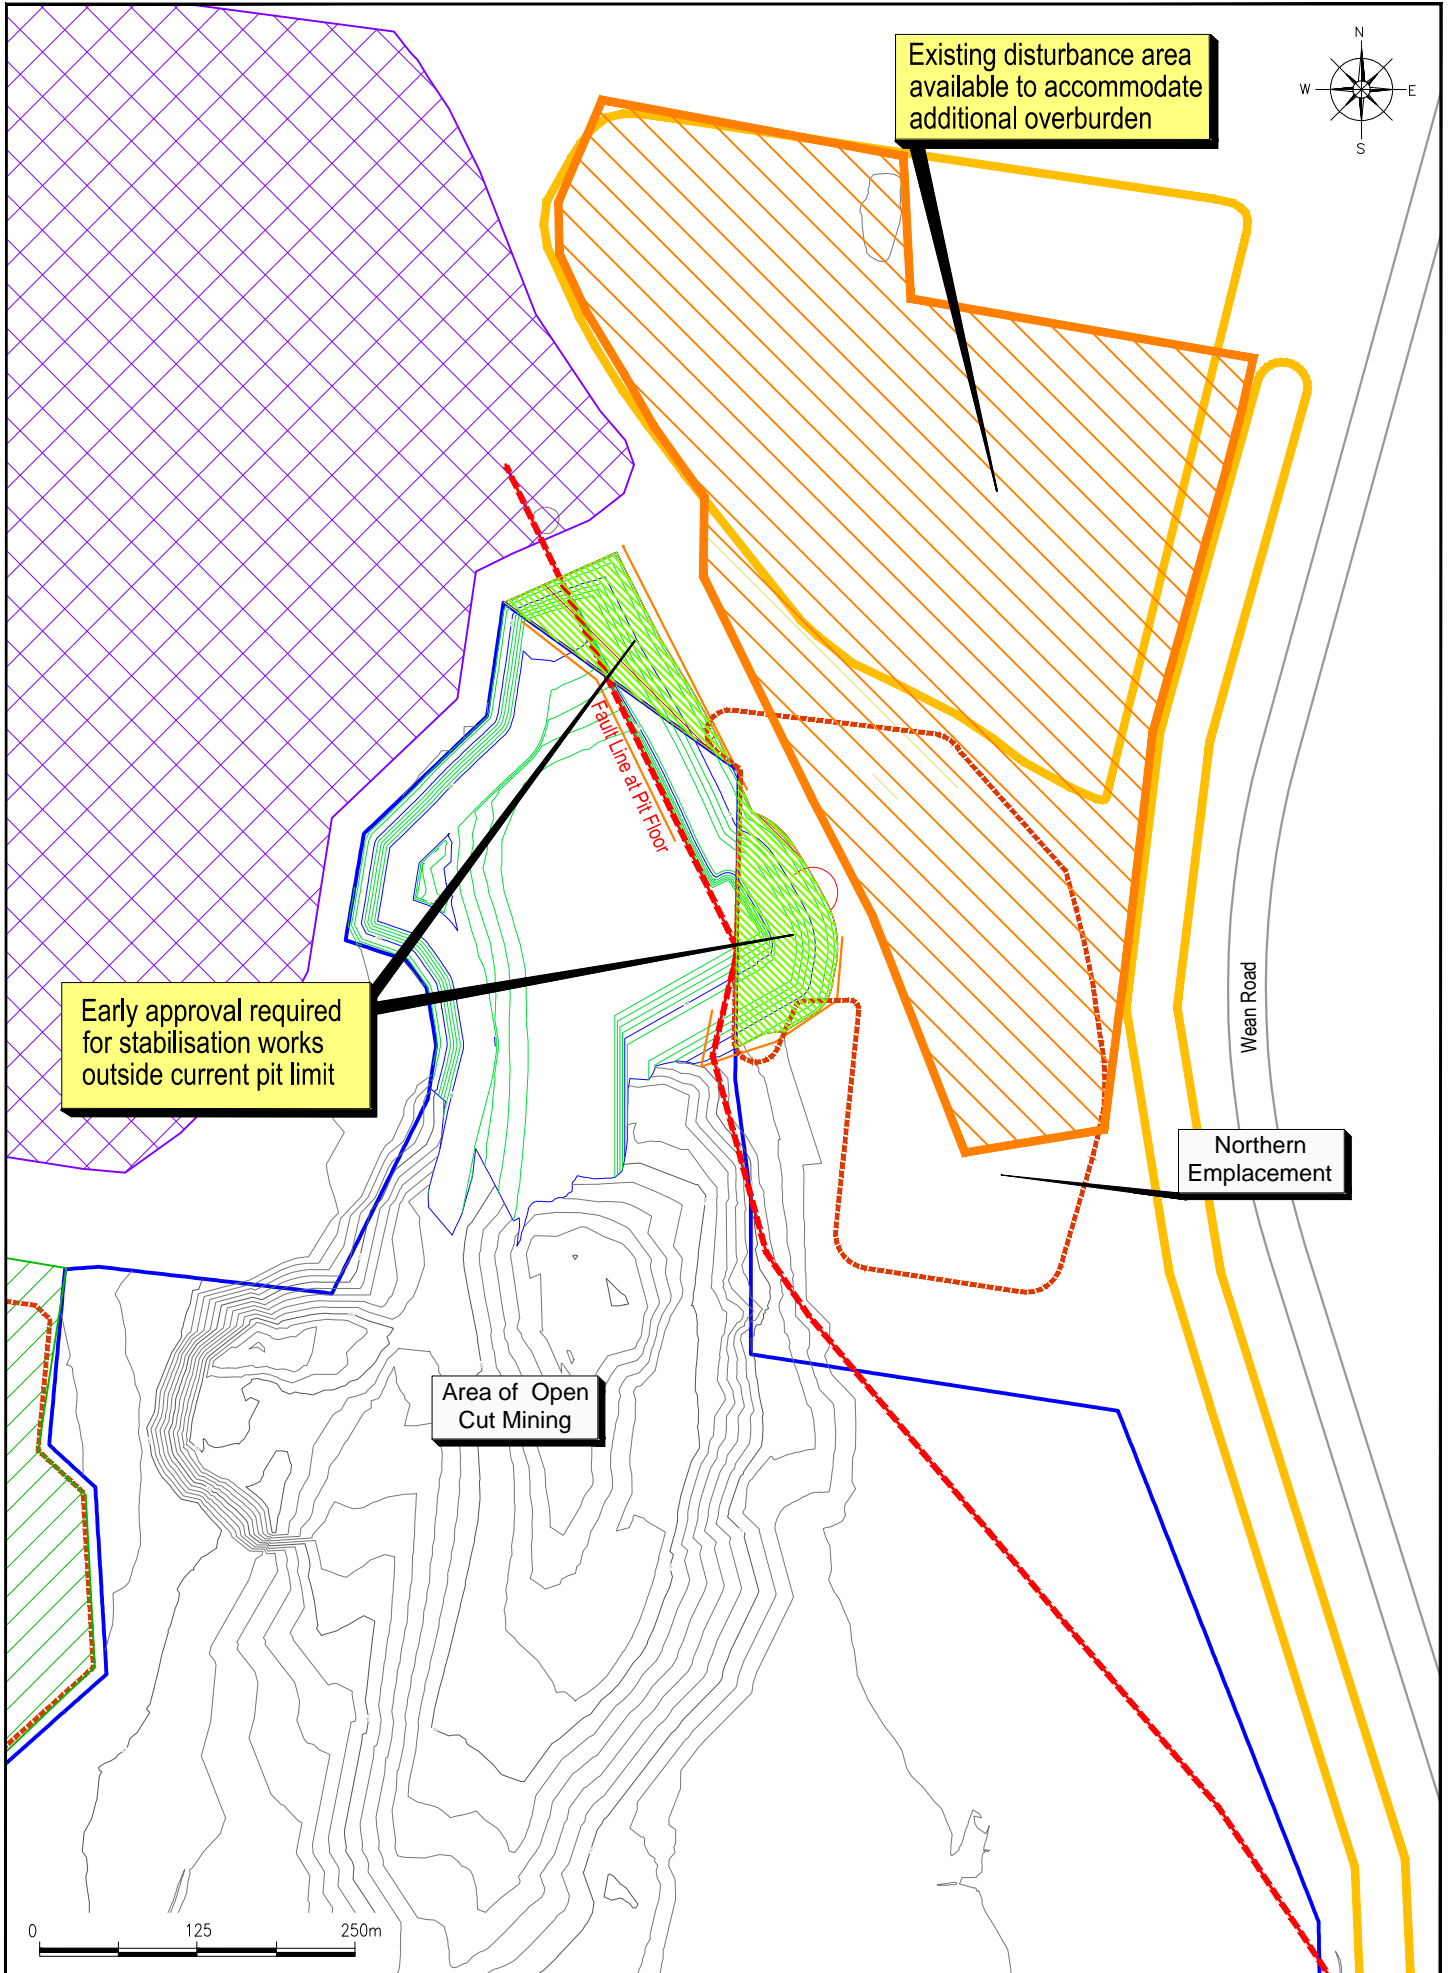 Existing disturbance area
available to accommodate
additional overburden
N
W
E
S
Fault Line at Pit Floor
Early approval required
for stabilisation works
outside current pit limit
Wean Road
Northern
Emplacement
Area of Open
Cut Mining
0 125 250m